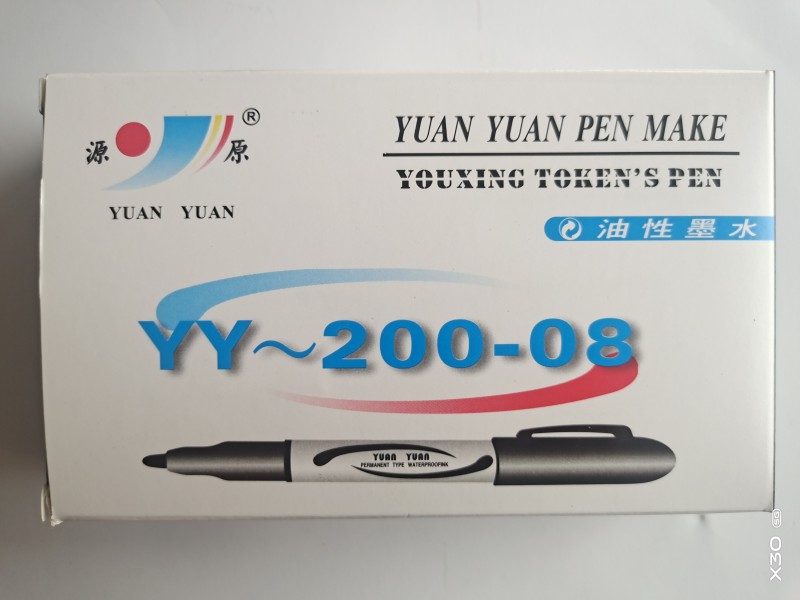 源 原 ®
YUAN YUAN
YUAN YUAN PEN MAKE
YOUXING TOKEN'S PEN
油性墨水
YY~200-08
YUAN YUAN
PERMANENT TYPE WATERPROOFINK
X30 5G